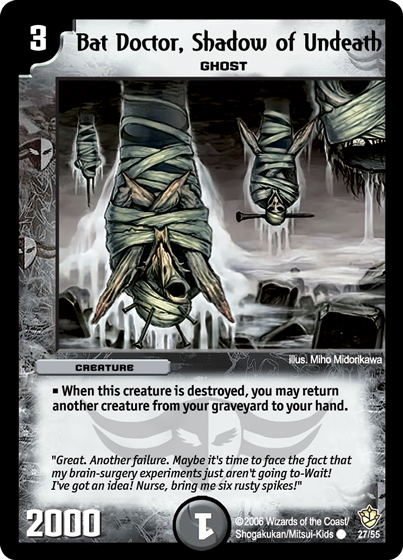 3
Bat Doctor, Shadow of Undeath
GHOST
illus. Miho Midorikawa
CREATURE
▪ When this creature is destroyed, you may return
another creature from your graveyard to your hand.
"Great. Another failure. Maybe it's time to face the fact that
my brain-surgery experiments just aren't going to-Wait!
I've got an idea! Nurse, bring me six rusty spikes!"
2000
1
©2006 Wizards of the Coast/
Shogakukan/Mitsui-Kids ● 27/55